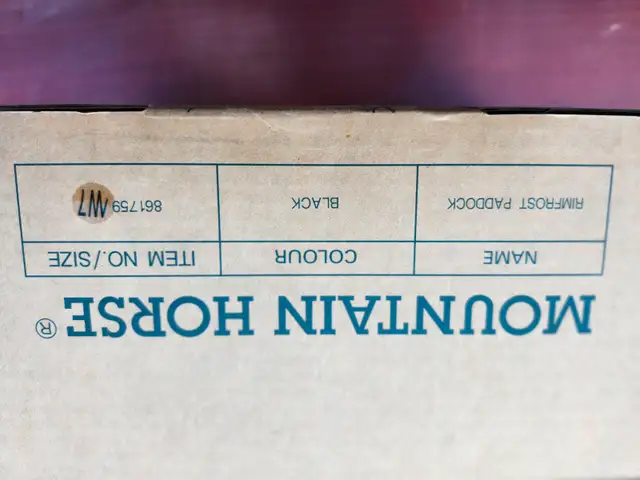 MOUNTAIN HORSE ®
NAME COLOUR ITEM NO./SIZE
RIMFROST PADDOCK BLACK 861759